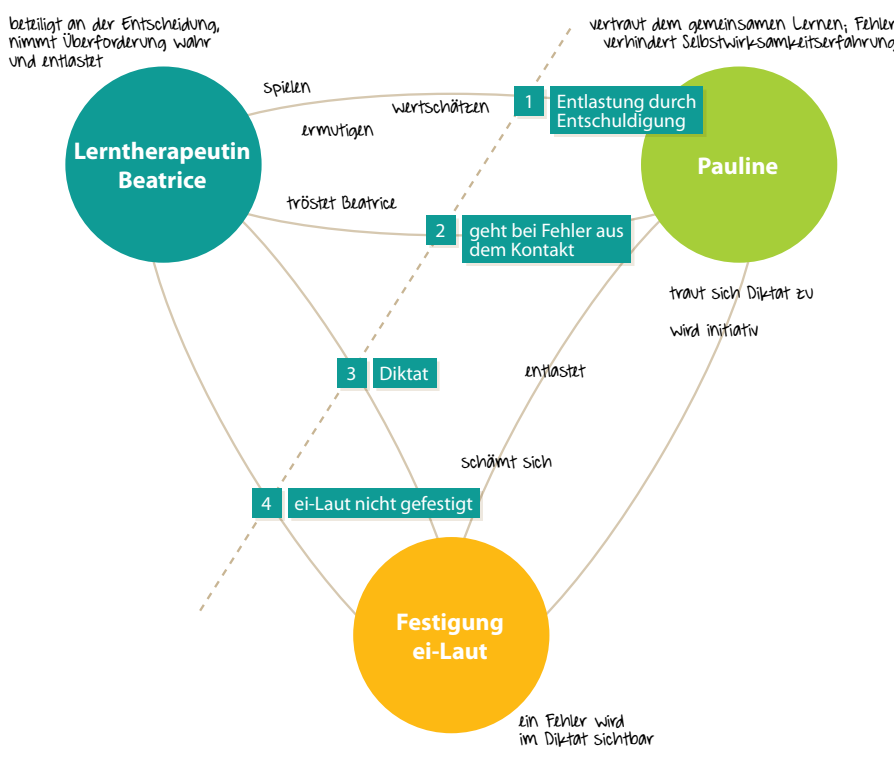 beteiligt an der Entscheidung,
nimmt Überforderung wahr
und entlastet
vertraut dem gemeinsamen Lernen; Fehler
verhindert Selbstwirksamkeitserfahrung
spielen
wertschätzen
ermutigen
1 Entlastung durch
Entschuldigung
Lerntherapeutin
Beatrice
Pauline
tröstet Beatrice
2 geht bei Fehler aus
dem Kontakt
traut sich Diktat zu
wird initiativ
3 Diktat
entlastet
schämt sich
4 ei-Laut nicht gefestigt
Festigung
ei-Laut
ein Fehler wird
im Diktat sichtbar